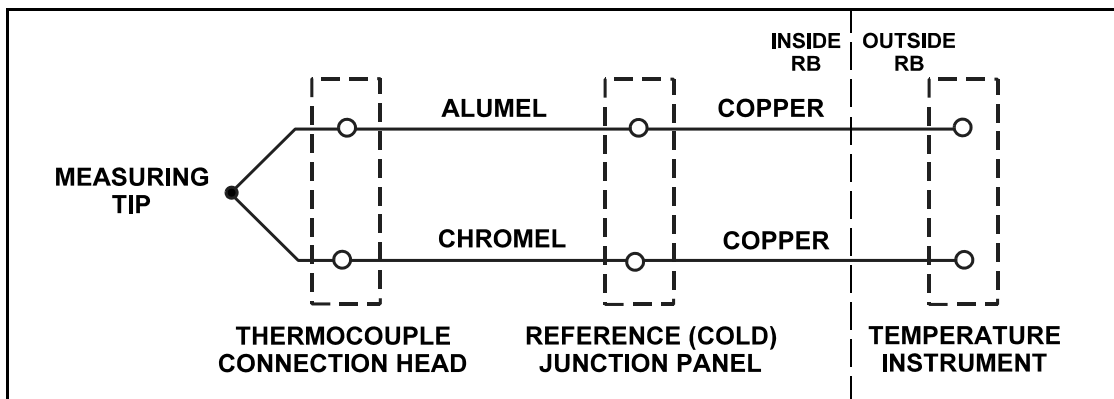 INSIDE
RB
OUTSIDE
RB
ALUMEL
COPPER
MEASURING
TIP
CHROMEL
COPPER
THERMOCOUPLE
CONNECTION HEAD
REFERENCE (COLD)
JUNCTION PANEL
TEMPERATURE
INSTRUMENT